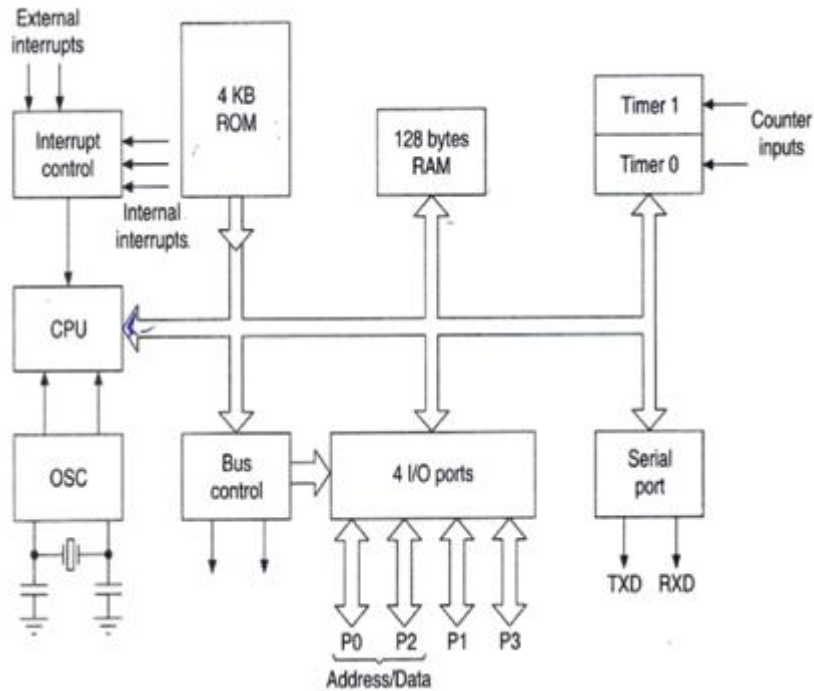 External
interrupts
Interrupt
control
4 KB
ROM
Internal
interrupts.
128 bytes
RAM
Timer 1
Timer 0
Counter
inputs
CPU
OSC
Bus
control
4 I/O ports
Serial
port
TXD RXD
P0 P2 P1 P3
Address/Data